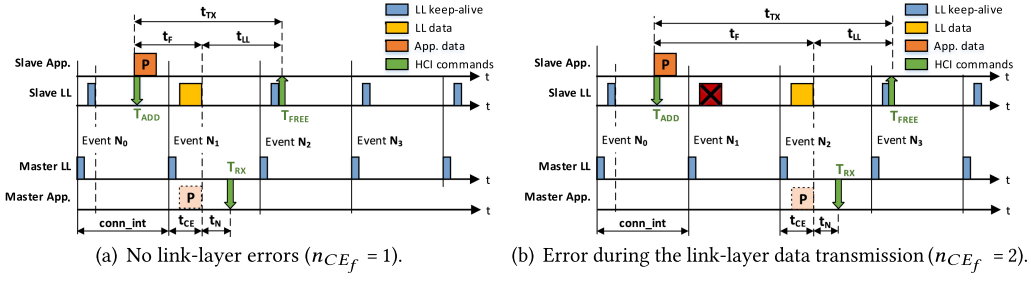 t_TX
t_F
t_LL
LL keep-alive
LL data
App. data
HCI commands
Slave App.
P
t
Slave LL
t
T_ADD
T_FREE
Event N_0
Event N_1
Event N_2
Event N_3
T_RX
Master LL
t
P
Master App.
t
conn_int
t_CE
t_N
(a) No link-layer errors (n_{CE_f} = 1).
t_TX
t_F
t_LL
LL keep-alive
LL data
App. data
HCI commands
Slave App.
P
t
Slave LL
t
T_ADD
T_FREE
Event N_0
Event N_1
Event N_2
Event N_3
T_RX
Master LL
t
P
Master App.
t
conn_int
t_CE
t_N
(b) Error during the link-layer data transmission (n_{CE_f} = 2).